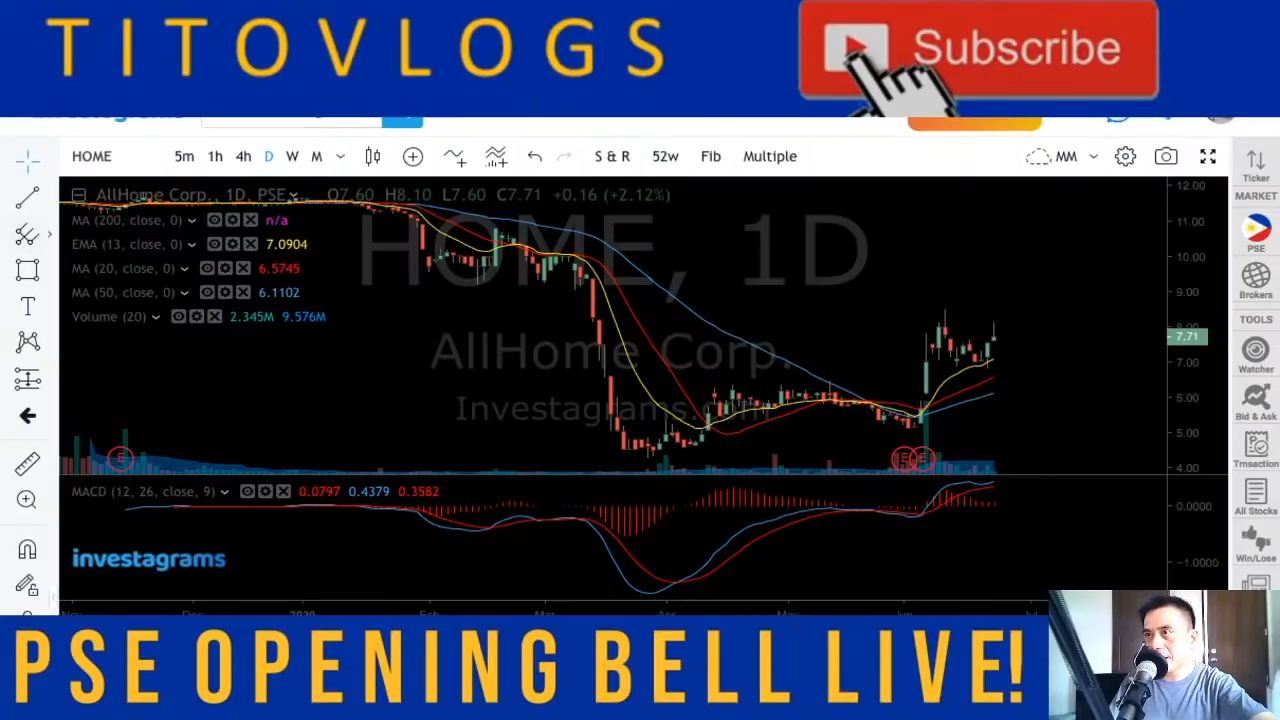 TITOVLOGS
Subscribe
HOME 5m 1h 4h D W M S & R 52w Fib Multiple MM
Ticker
MARKET
PSE
Brokers
TOOLS
Watcher
Bid & Ask
Trnsaction
All Stocks
Win/Lose
AllHome Corp., 1D, PSE O7.60 H8.10 L7.60 C7.71 +0.16 (+2.12%)
MA (200, close, 0) n/a
EMA (13, close, 0) 7.0904
MA (20, close, 0) 6.5745
MA (50, close, 0) 6.1102
Volume (20) 2.345M 9.576M
HOME, 1D
AllHome Corp.
Investagrams.com
12.00
11.00
10.00
9.00
8.00
7.71
7.00
6.00
5.00
4.00
E E E
MACD (12, 26, close, 9) 0.0797 0.4379 0.3582
0.0000
-1.0000
investagrams
PSE OPENING BELL LIVE!